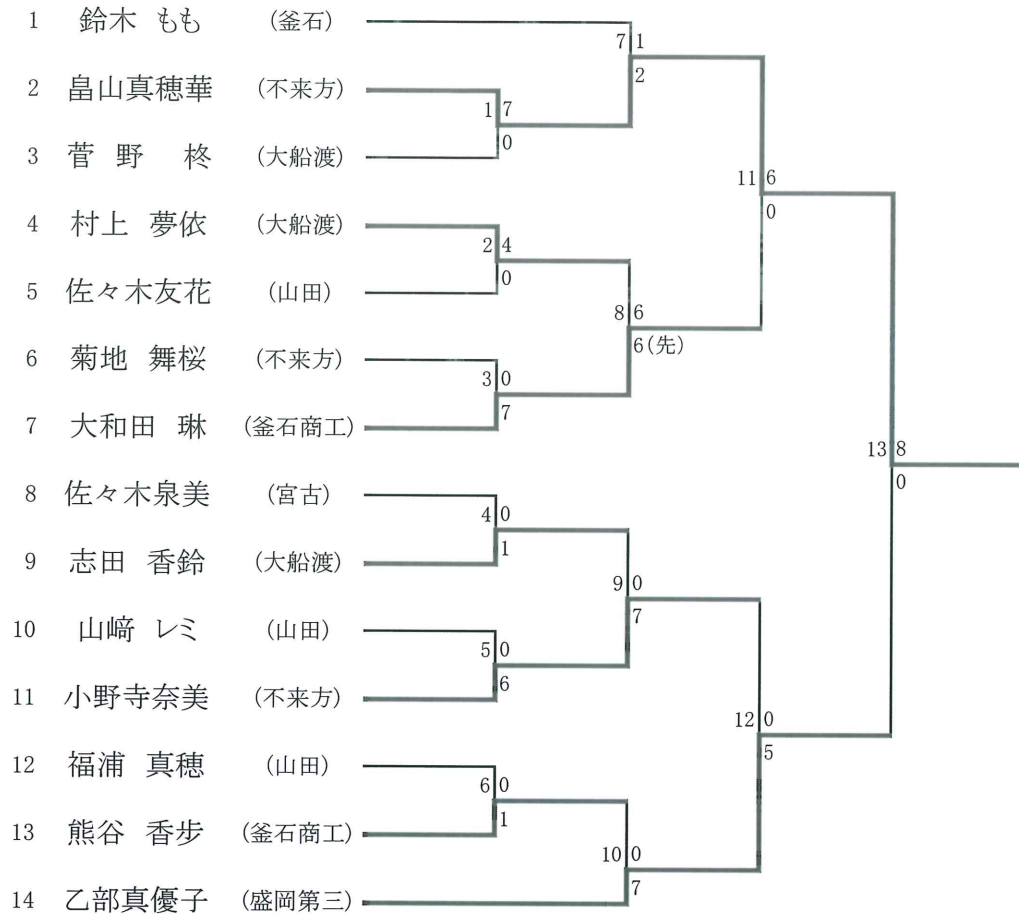 1 鈴木 もも (釜石)
7 1
2 畠山真穂華 (不来方)
2
1 7
0
3 菅野 柊 (大船渡)
11 6
0
4 村上 夢依 (大船渡)
2 4
0
5 佐々木友花 (山田)
8 6
6(先)
6 菊地 舞桜 (不来方)
3 0
7
7 大和田 琳 (釜石商工)
13 8
0
8 佐々木泉美 (宮古)
4 0
1
9 志田 香鈴 (大船渡)
9 0
7
10 山﨑 レミ (山田)
5 0
6
11 小野寺奈美 (不来方)
12 0
5
12 福浦 真穂 (山田)
6 0
1
13 熊谷 香歩 (釜石商工)
10 0
7
14 乙部真優子 (盛岡第三)